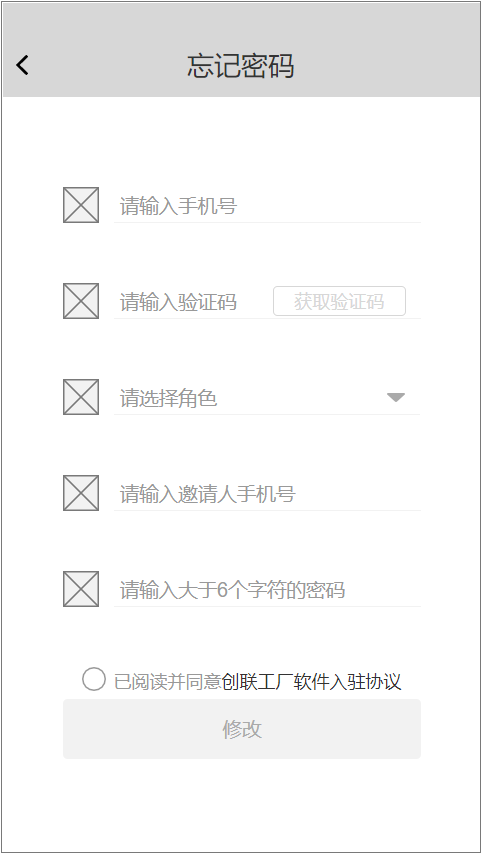 忘记密码
请输入手机号
请输入验证码 获取验证码
请选择角色
请输入邀请人手机号
请输入大于6个字符的密码
已阅读并同意创联工厂软件入驻协议
修改